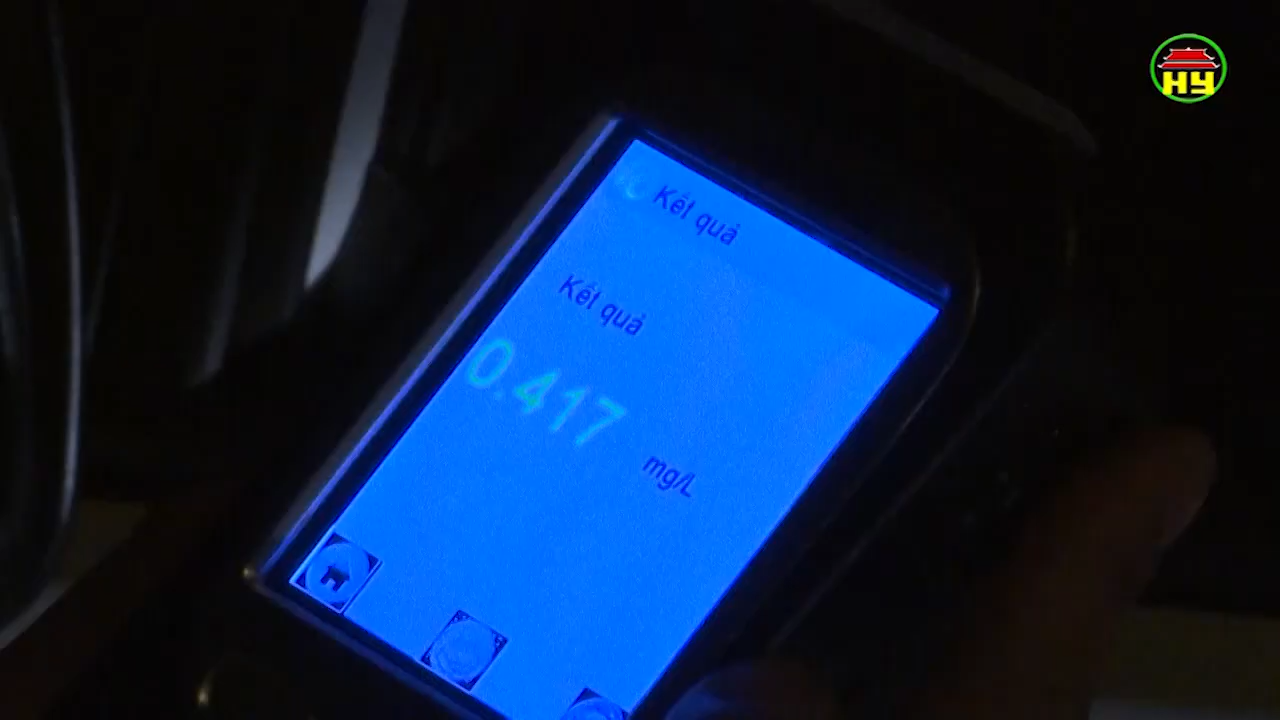 HY
Kết quả
Kết quả
0.417
mg/L